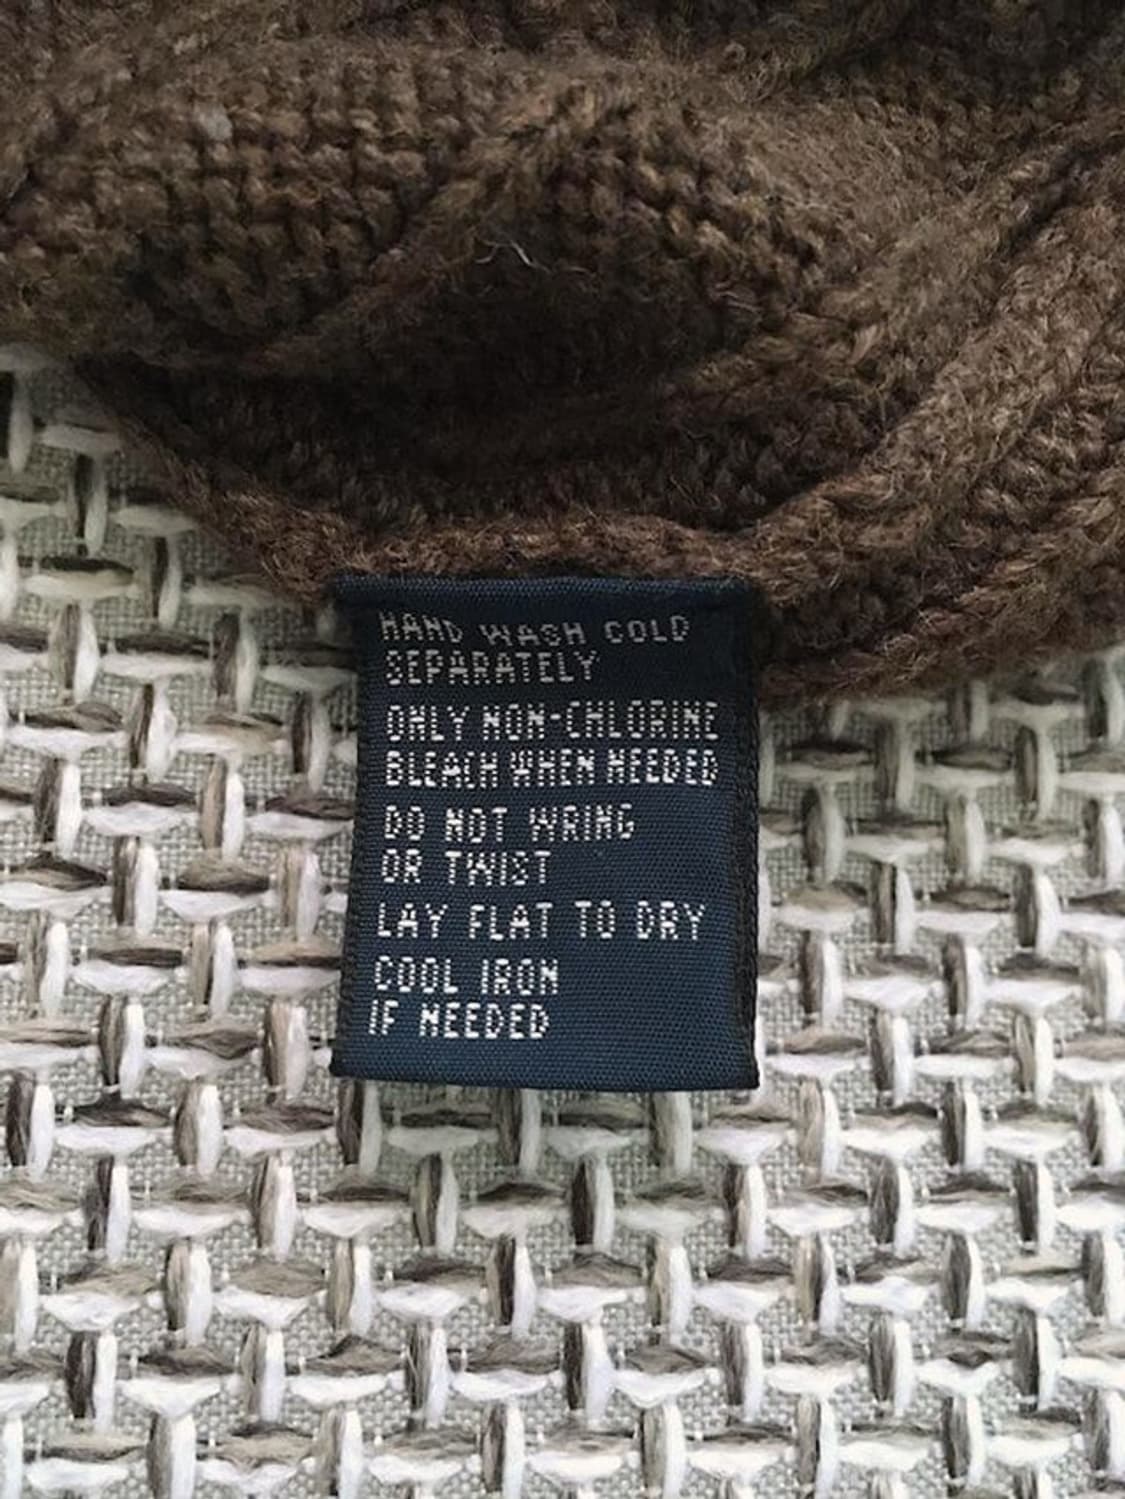 HAND WASH COLD
SEPARATELY
ONLY NON-CHLORINE
BLEACH WHEN NEEDED
DO NOT WRING
OR TWIST
LAY FLAT TO DRY
COOL IRON
IF NEEDED